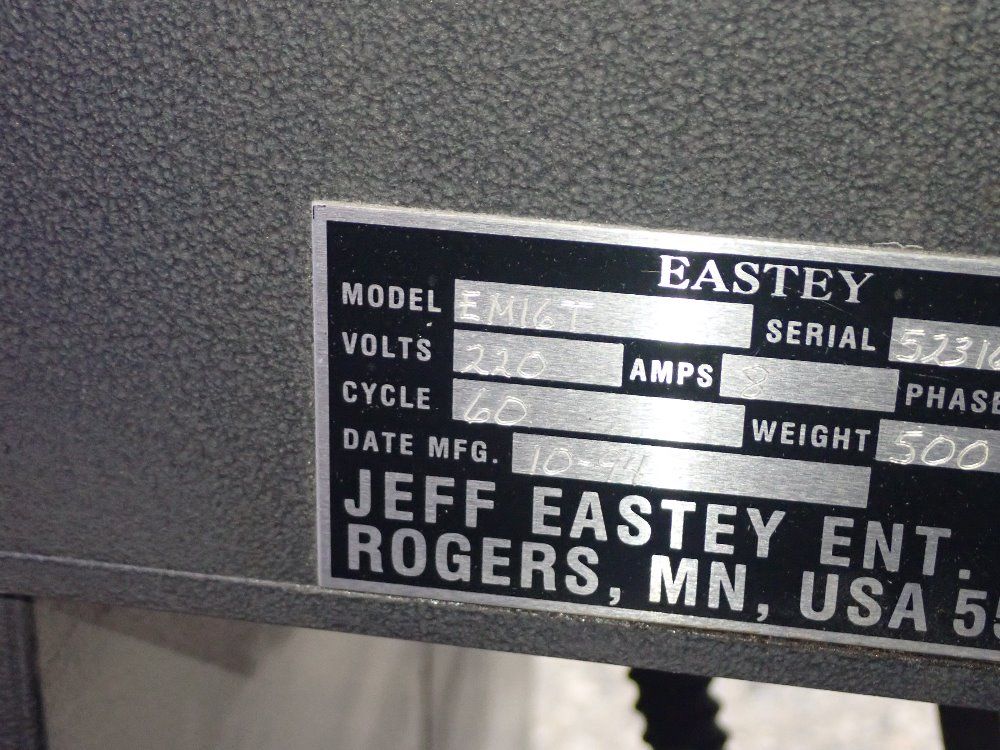 EASTEY
MODEL EM16T SERIAL 52316
VOLTS 220 AMPS 8 PHASE
CYCLE 60 WEIGHT 500
DATE MFG. 10-94
JEFF EASTEY ENT.
ROGERS, MN, USA 55